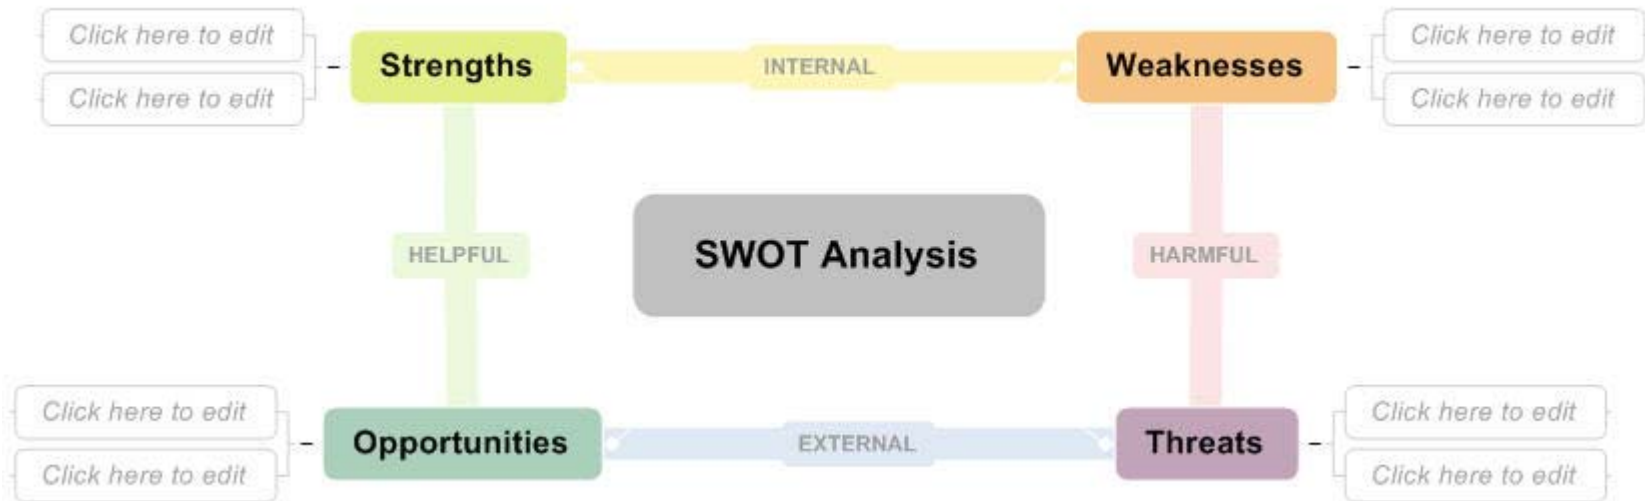 Click here to edit
Click here to edit
Strengths
INTERNAL
Weaknesses
Click here to edit
Click here to edit
HELPFUL
SWOT Analysis
HARMFUL
Click here to edit
Click here to edit
Opportunities
EXTERNAL
Threats
Click here to edit
Click here to edit